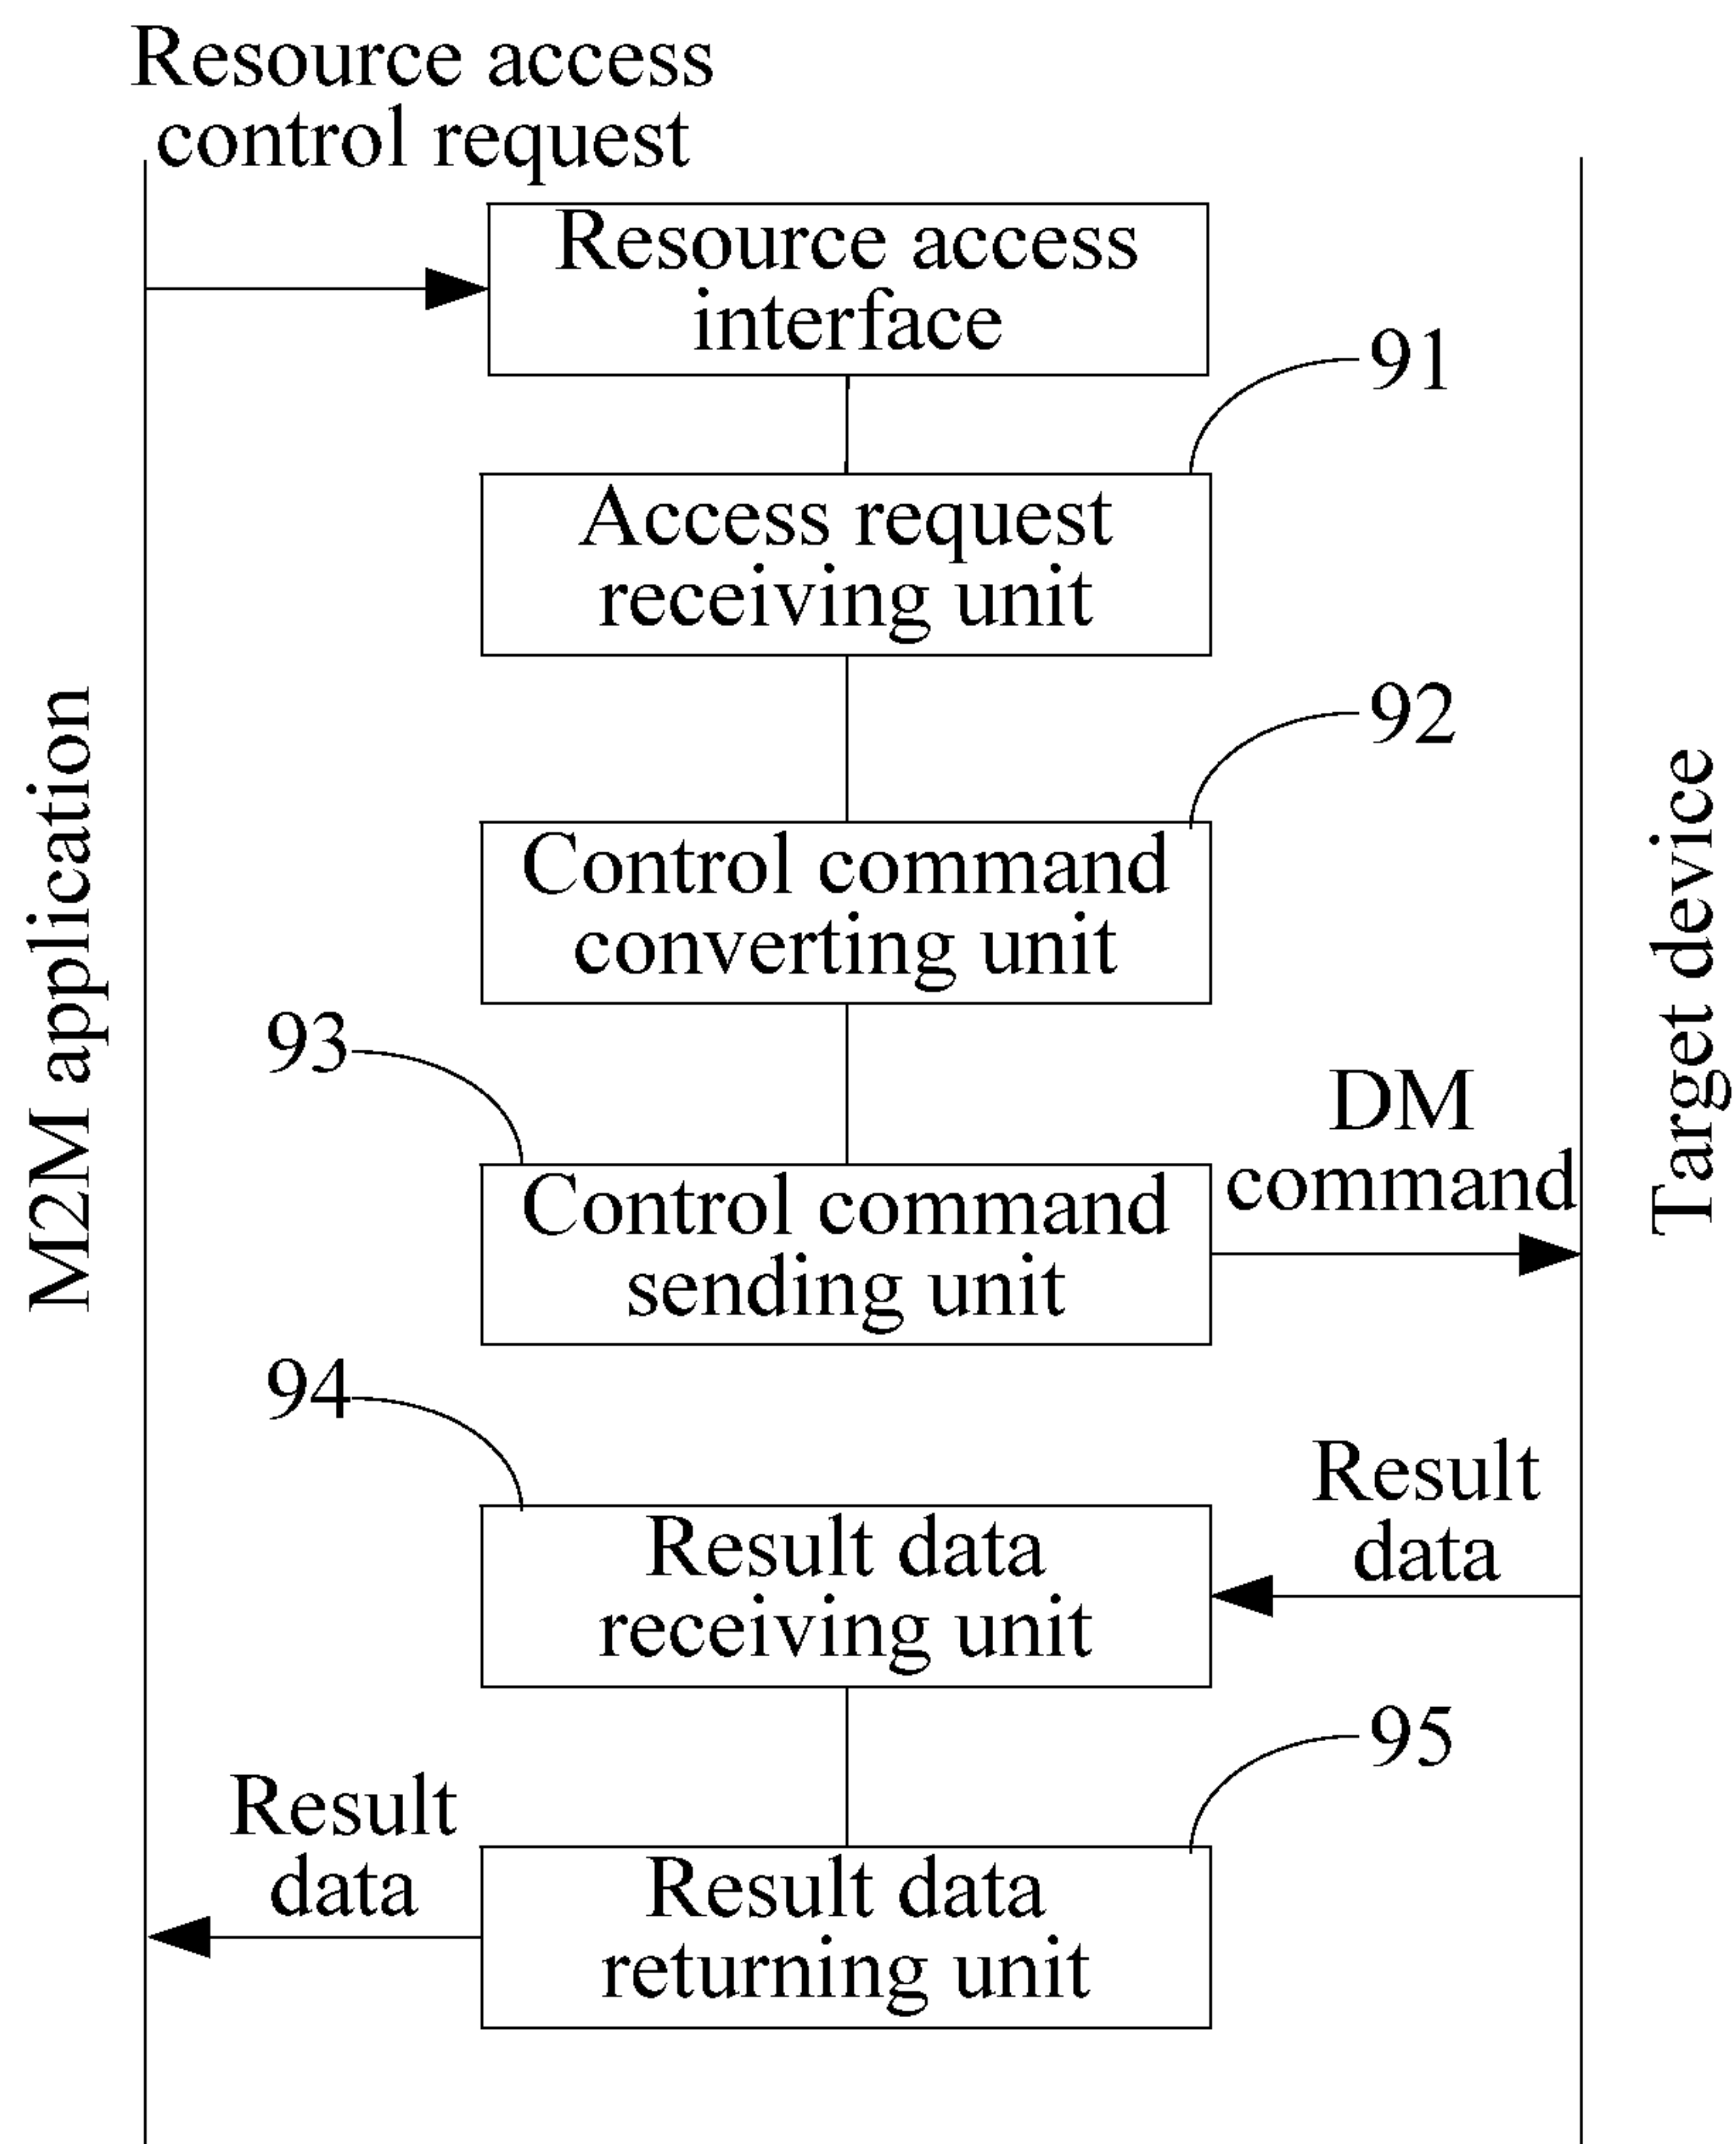 Resource access
control request
Resource access
interface
91
Access request
receiving unit
92
Control command
converting unit
93
M2M application
Target device
DM
command
Control command
sending unit
94
Result
data
Result data
receiving unit
95
Result
data
Result data
returning unit